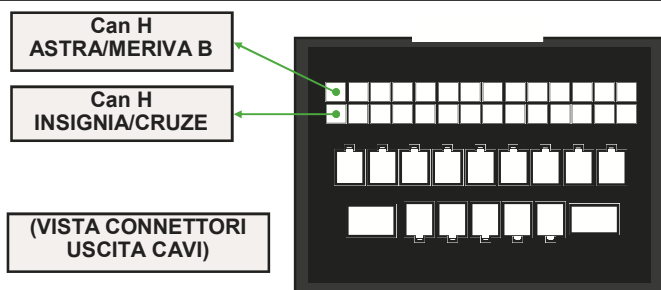 Can H
ASTRA/MERIVA B
Can H
INSIGNIA/CRUZE
(VISTA CONNETTORI
USCITA CAVI)